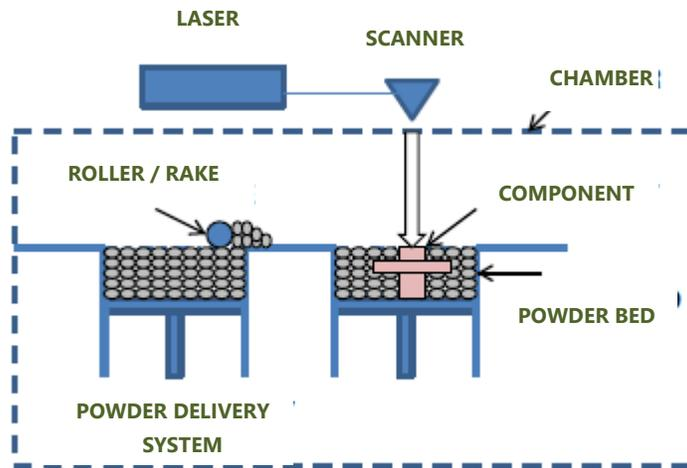 LASER
SCANNER
CHAMBER
ROLLER / RAKE
COMPONENT
POWDER BED
POWDER DELIVERY
SYSTEM